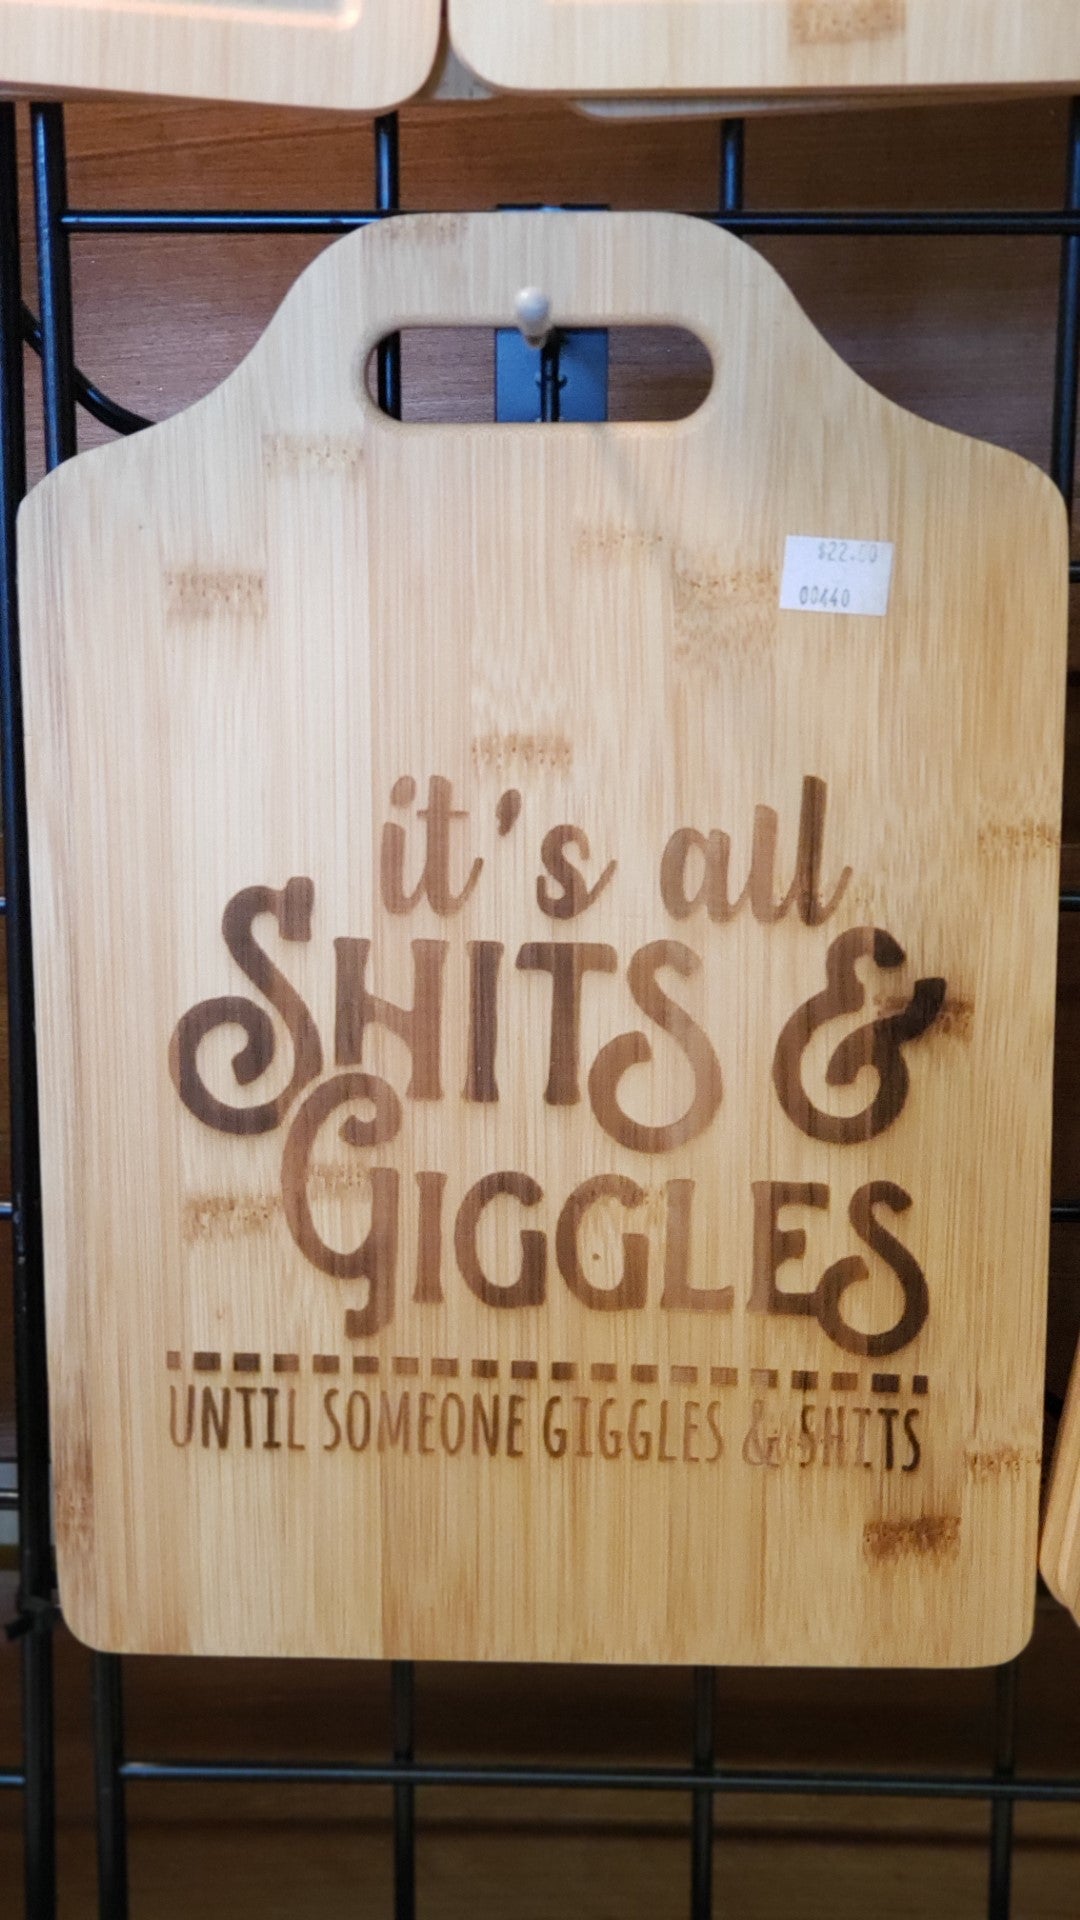 $22.00
00440
it's all
SHITS &
GIGGLES
UNTIL SOMEONE GIGGLES & SHITS